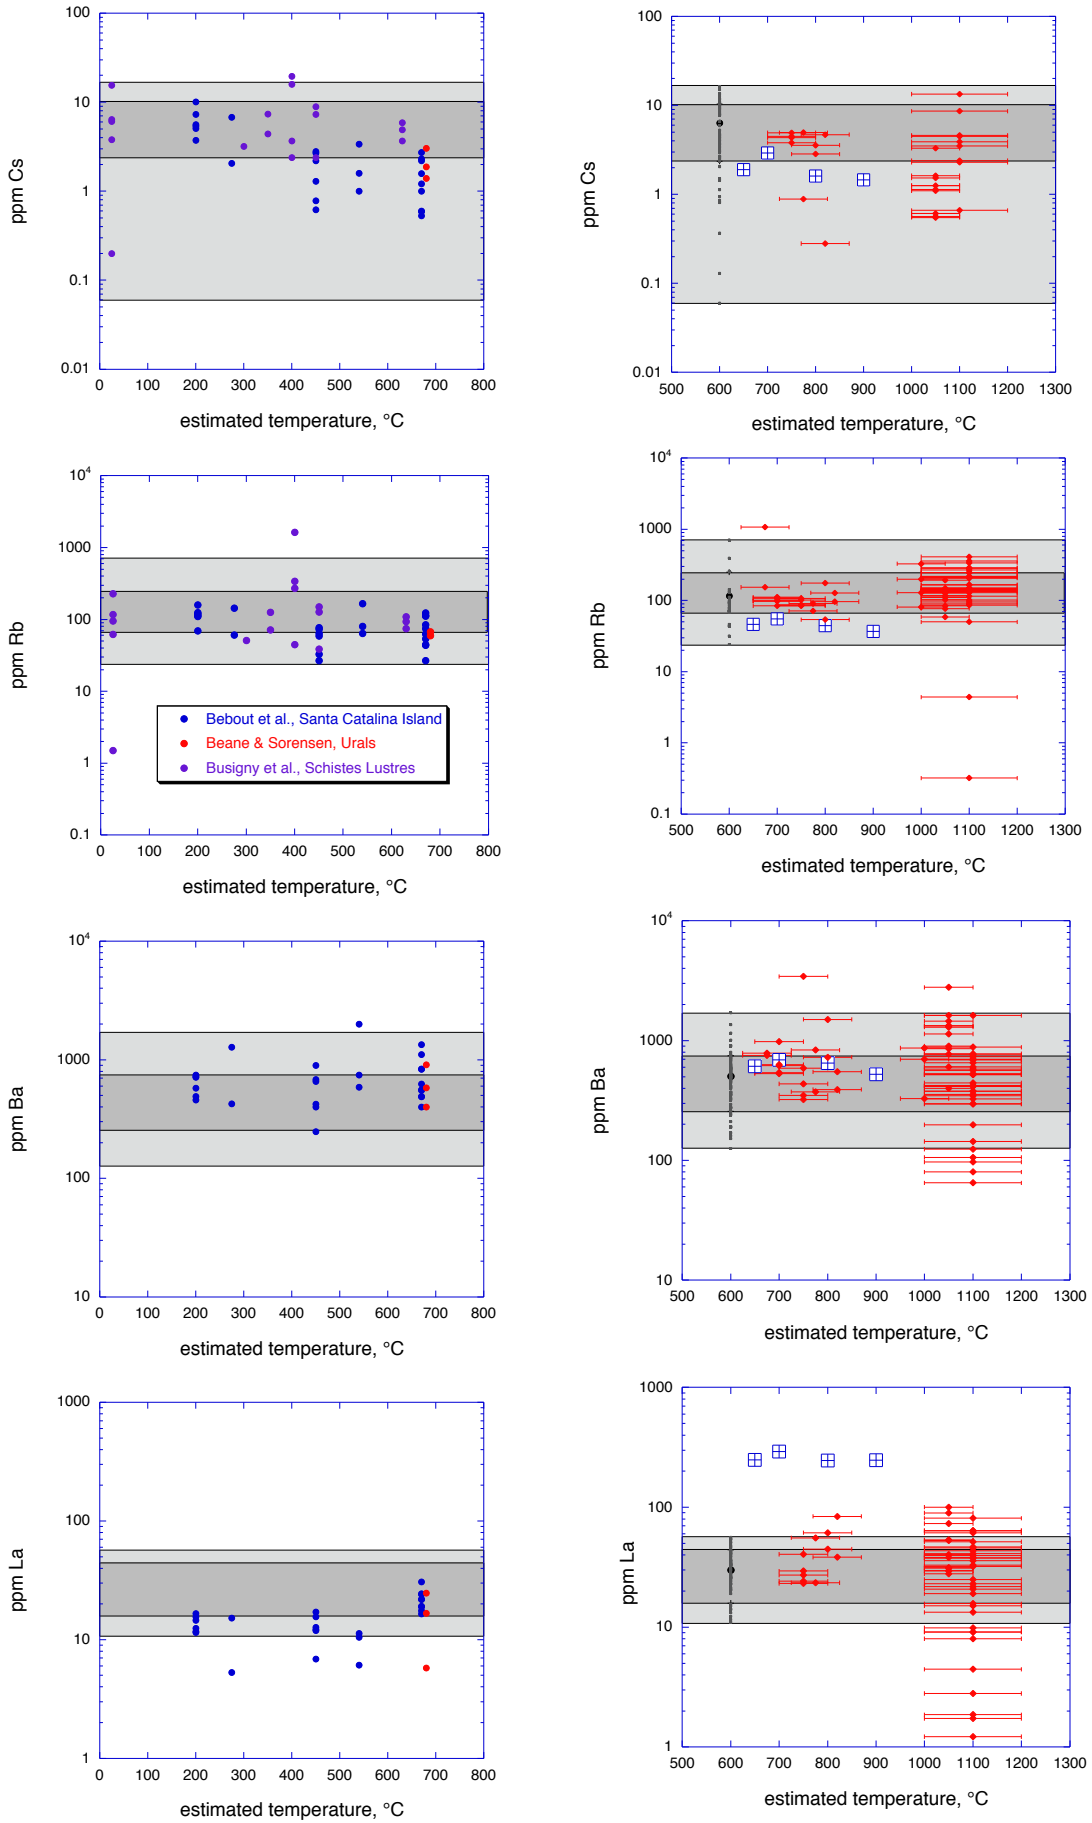 100
10
1
0.1
0.01
ppm Cs
0 100 200 300 400 500 600 700 800
estimated temperature, °C
100
10
1
0.1
0.01
ppm Cs
500 600 700 800 900 1000 1100 1200 1300
estimated temperature, °C
10⁴
1000
100
10
1
0.1
ppm Rb
Bebout et al., Santa Catalina Island
Beane & Sorensen, Urals
Busigny et al., Schistes Lustres
0 100 200 300 400 500 600 700 800
estimated temperature, °C
10⁴
1000
100
10
1
0.1
ppm Rb
500 600 700 800 900 1000 1100 1200 1300
estimated temperature, °C
10⁴
1000
100
10
ppm Ba
0 100 200 300 400 500 600 700 800
estimated temperature, °C
10⁴
1000
100
10
ppm Ba
500 600 700 800 900 1000 1100 1200 1300
estimated temperature, °C
1000
100
10
1
ppm La
0 100 200 300 400 500 600 700 800
estimated temperature, °C
1000
100
10
1
ppm La
500 600 700 800 900 1000 1100 1200 1300
estimated temperature, °C